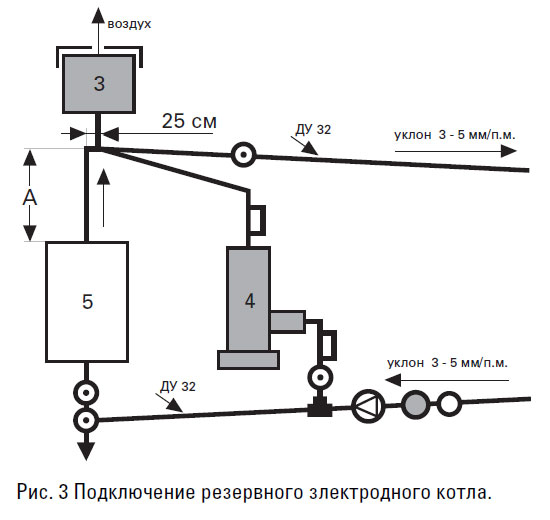 воздух
3
25 см
ДУ 32
уклон 3 - 5 мм/п.м.
А
5
4
уклон 3 - 5 мм/п.м.
ДУ 32
Рис. 3 Подключение резервного злектродного котла.